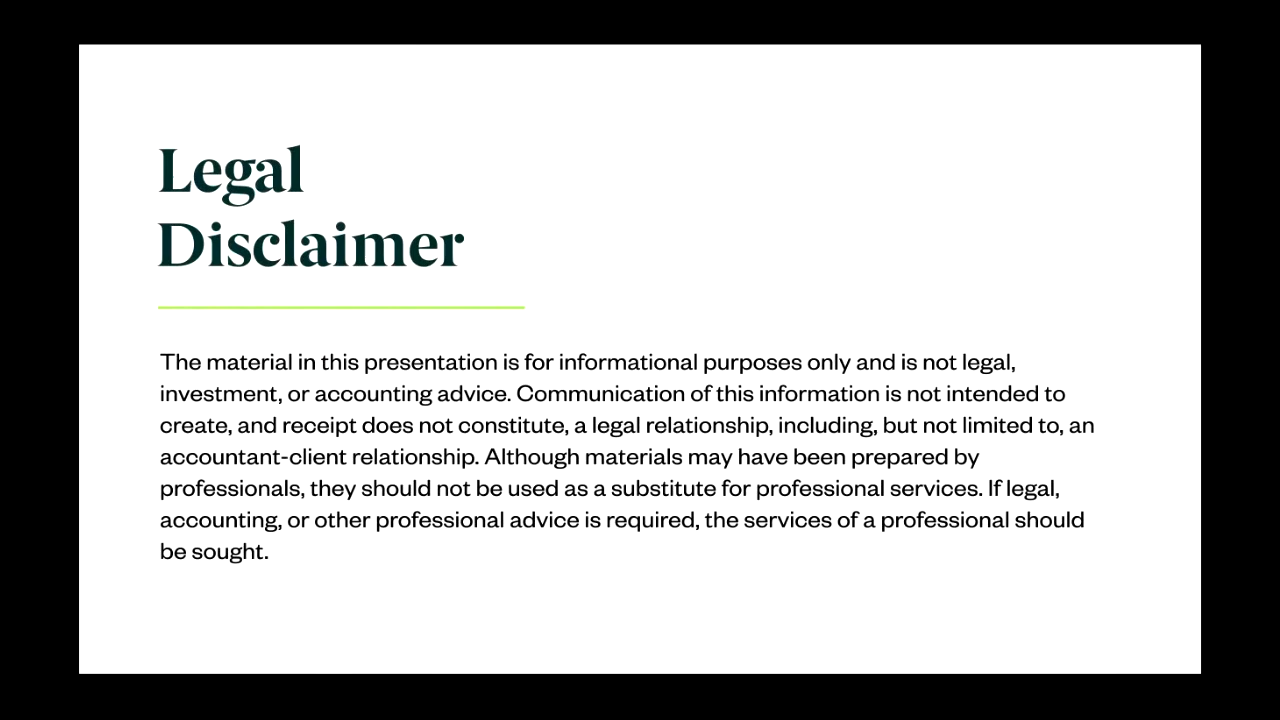 Legal
Disclaimer
The material in this presentation is for informational purposes only and is not legal,
investment, or accounting advice. Communication of this information is not intended to
create, and receipt does not constitute, a legal relationship, including, but not limited to, an
accountant-client relationship. Although materials may have been prepared by
professionals, they should not be used as a substitute for professional services. If legal,
accounting, or other professional advice is required, the services of a professional should
be sought.